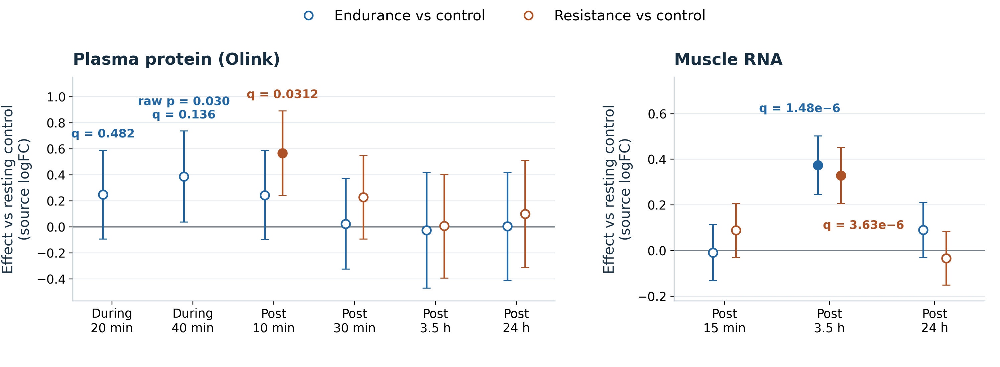 Endurance vs control
Resistance vs control
Plasma protein (Olink)
Effect vs resting control
(source logFC)
1.0
0.8
0.6
0.4
0.2
0.0
−0.2
−0.4
q = 0.482
raw p = 0.030
q = 0.136
q = 0.0312
During
20 min
During
40 min
Post
10 min
Post
30 min
Post
3.5 h
Post
24 h
Muscle RNA
Effect vs resting control
(source logFC)
0.6
0.4
0.2
0.0
−0.2
q = 1.48e−6
q = 3.63e−6
Post
15 min
Post
3.5 h
Post
24 h